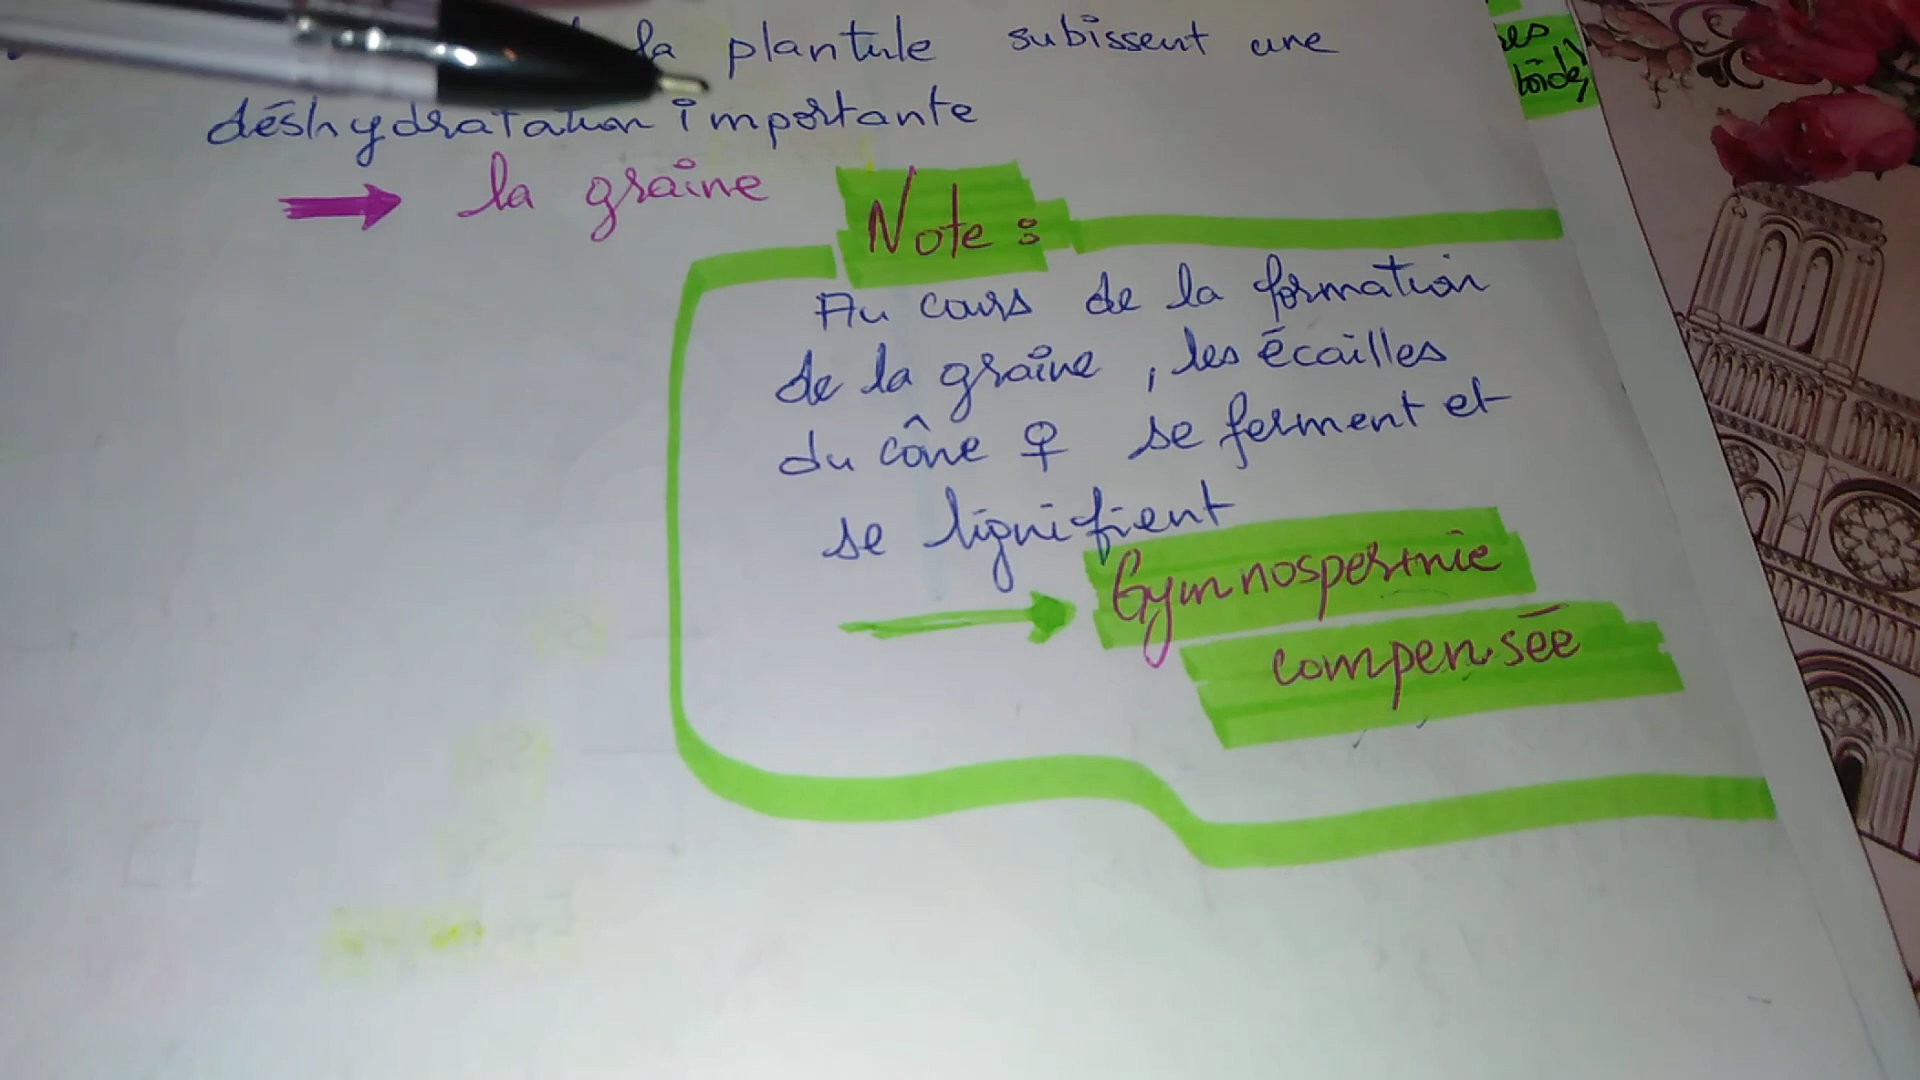 la plantule subissent une
déshydratation importante
la graine
Note :
Au cours de la formation
de la graine, les écailles
du cône ♀ se ferment et
se lignifient
Gymnospermie
compensée